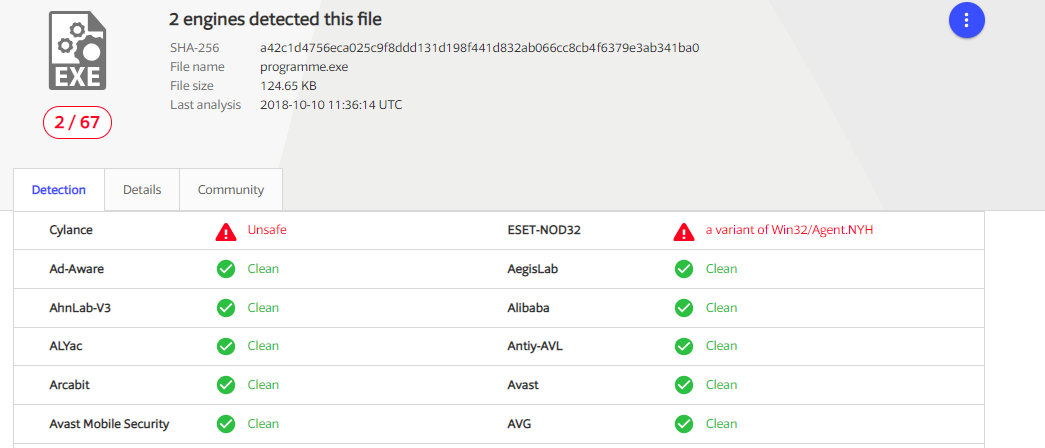 2 engines detected this file
SHA-256 a42c1d4756eca025c9f8ddd131d198f441d832ab066cc8cb4f6379e3ab341ba0
File name programme.exe
File size 124.65 KB
Last analysis 2018-10-10 11:36:14 UTC
EXE
2 / 67
Detection Details Community
Cylance Unsafe ESET-NOD32 a variant of Win32/Agent.NYH
Ad-Aware Clean AegisLab Clean
AhnLab-V3 Clean Alibaba Clean
ALYac Clean Antiy-AVL Clean
Arcabit Clean Avast Clean
Avast Mobile Security Clean AVG Clean